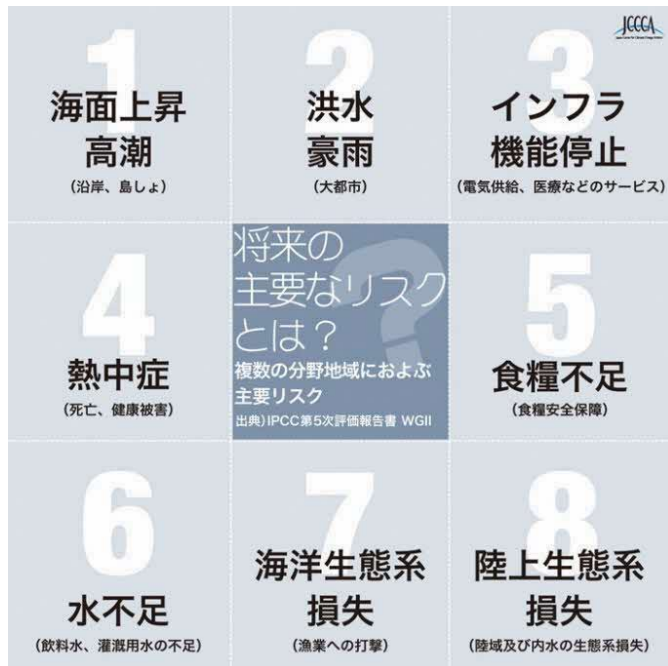 JCCCA
1
海面上昇
高潮
(沿岸、島しょ)
2
洪水
豪雨
(大都市)
3
インフラ
機能停止
(電気供給、医療などのサービス)
4
熱中症
(死亡、健康被害)
?
将来の
主要なリスク
とは？
複数の分野地域におよぶ
主要リスク
出典)IPCC第5次評価報告書 WGII
5
食糧不足
(食糧安全保障)
6
水不足
(飲料水、灌漑用水の不足)
7
海洋生態系
損失
(漁業への打撃)
8
陸上生態系
損失
(陸域及び内水の生態系損失)